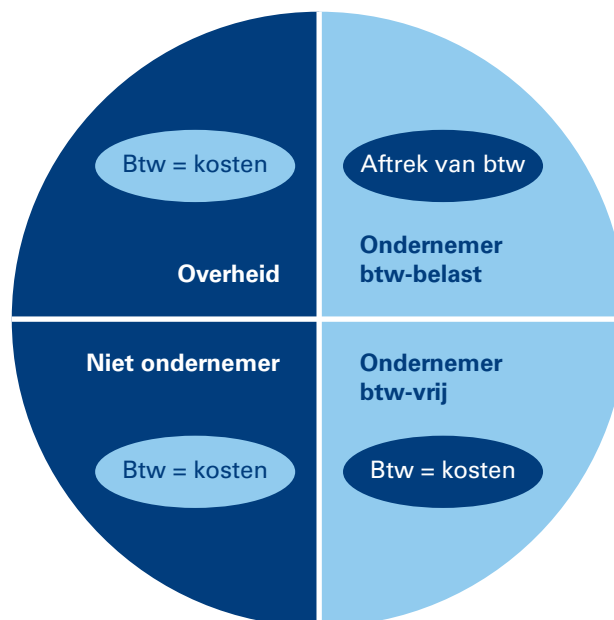 Btw = kosten
Aftrek van btw
Overheid
Ondernemer
btw-belast
Niet ondernemer
Ondernemer
btw-vrij
Btw = kosten
Btw = kosten